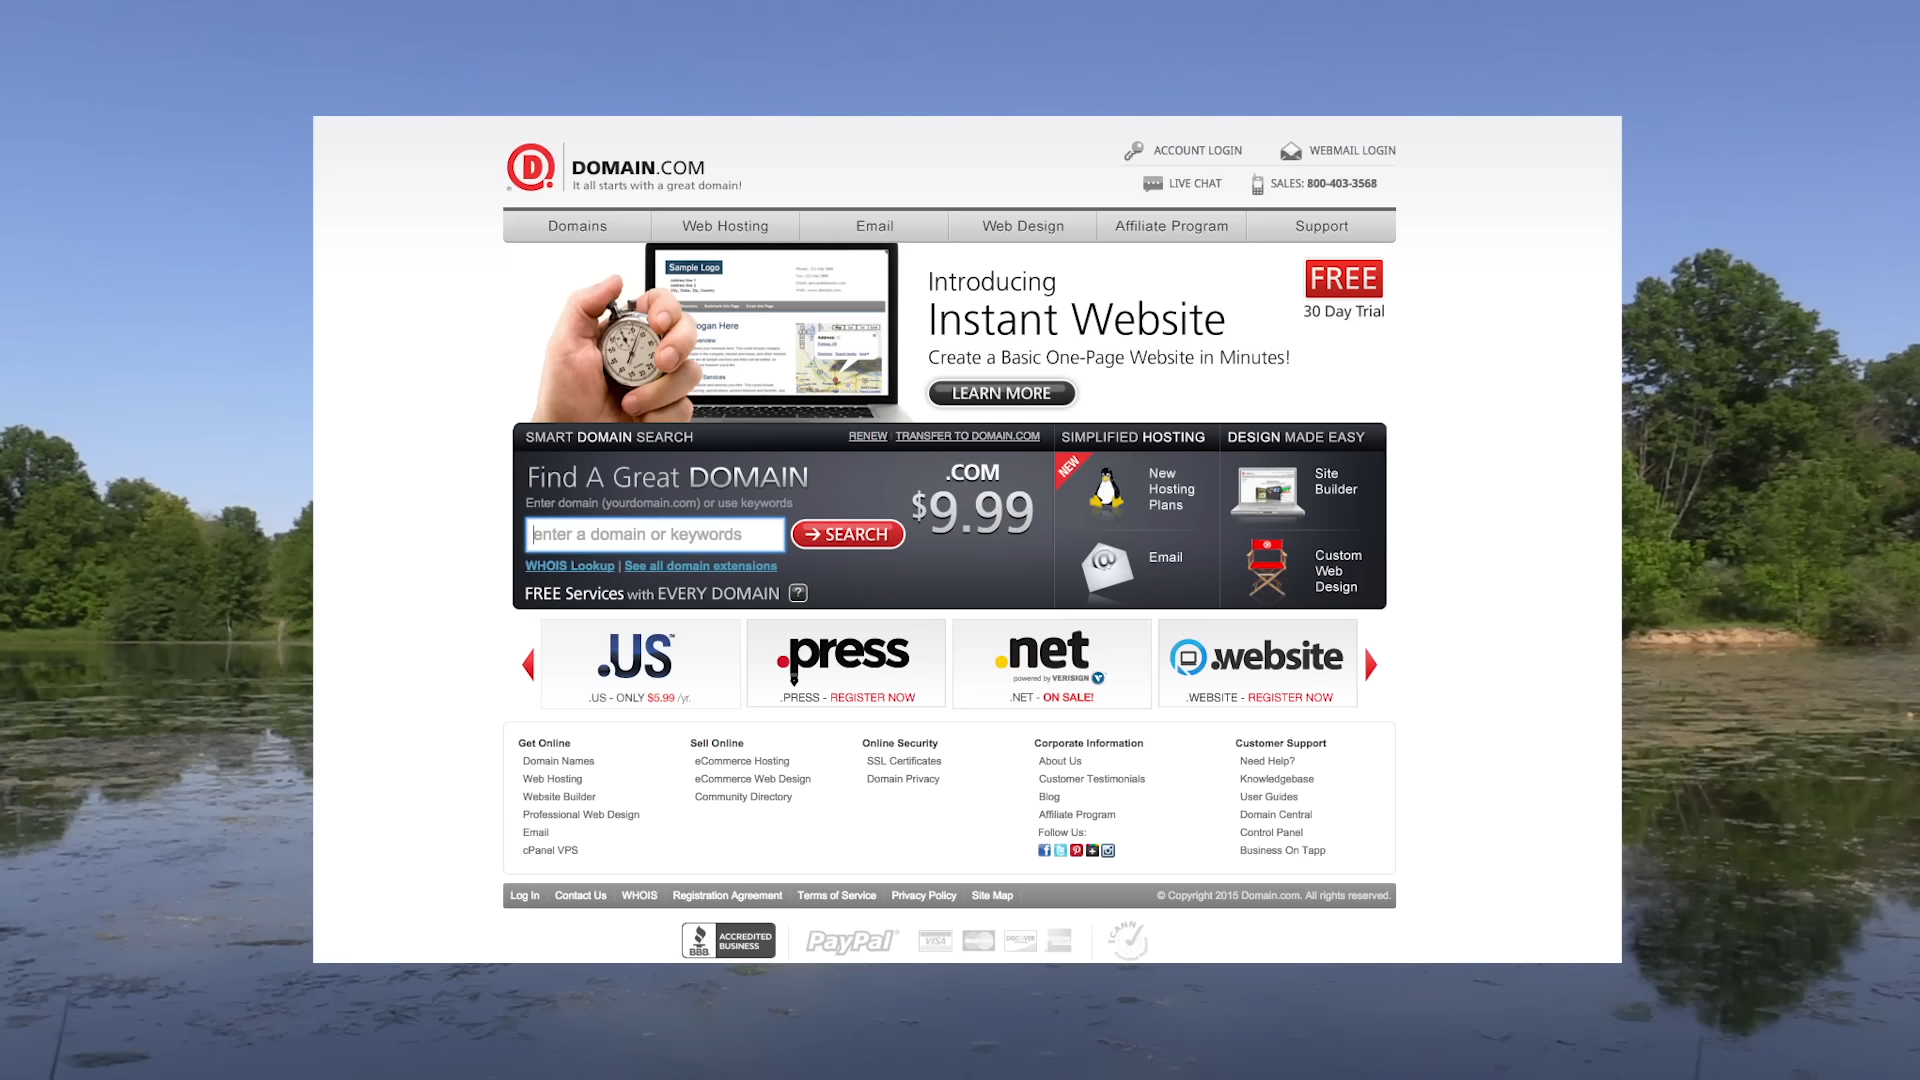 DOMAIN.COM
It all starts with a great domain!
ACCOUNT LOGIN
WEBMAIL LOGIN
LIVE CHAT
SALES: 800-403-3568
Domains
Web Hosting
Email
Web Design
Affiliate Program
Support
Sample Logo
Introducing
Instant Website
Create a Basic One-Page Website in Minutes!
LEARN MORE
FREE
30 Day Trial
SMART DOMAIN SEARCH
RENEW
TRANSFER TO DOMAIN.COM
SIMPLIFIED HOSTING
DESIGN MADE EASY
Find A Great DOMAIN
Enter domain (yourdomain.com) or use keywords
enter a domain or keywords
SEARCH
.COM
$9.99
WHOIS Lookup | See all domain extensions
FREE Services with EVERY DOMAIN ?
NEW
New
Hosting
Plans
Email
Site
Builder
Custom
Web
Design
.US™
.US - ONLY $5.99 /yr.
.press
.PRESS - REGISTER NOW
.net
powered by VERISIGN
.NET - ON SALE!
.website
.WEBSITE - REGISTER NOW
Get Online
Domain Names
Web Hosting
Website Builder
Professional Web Design
Email
cPanel VPS
Sell Online
eCommerce Hosting
eCommerce Web Design
Community Directory
Online Security
SSL Certificates
Domain Privacy
Corporate Information
About Us
Customer Testimonials
Blog
Affiliate Program
Follow Us:
Customer Support
Need Help?
Knowledgebase
User Guides
Domain Central
Control Panel
Business On Tapp
Log In
Contact Us
WHOIS
Registration Agreement
Terms of Service
Privacy Policy
Site Map
© Copyright 2015 Domain.com. All rights reserved.
BBB.
ACCREDITED
BUSINESS
PayPal
VISA
DISCOVER
ICANN